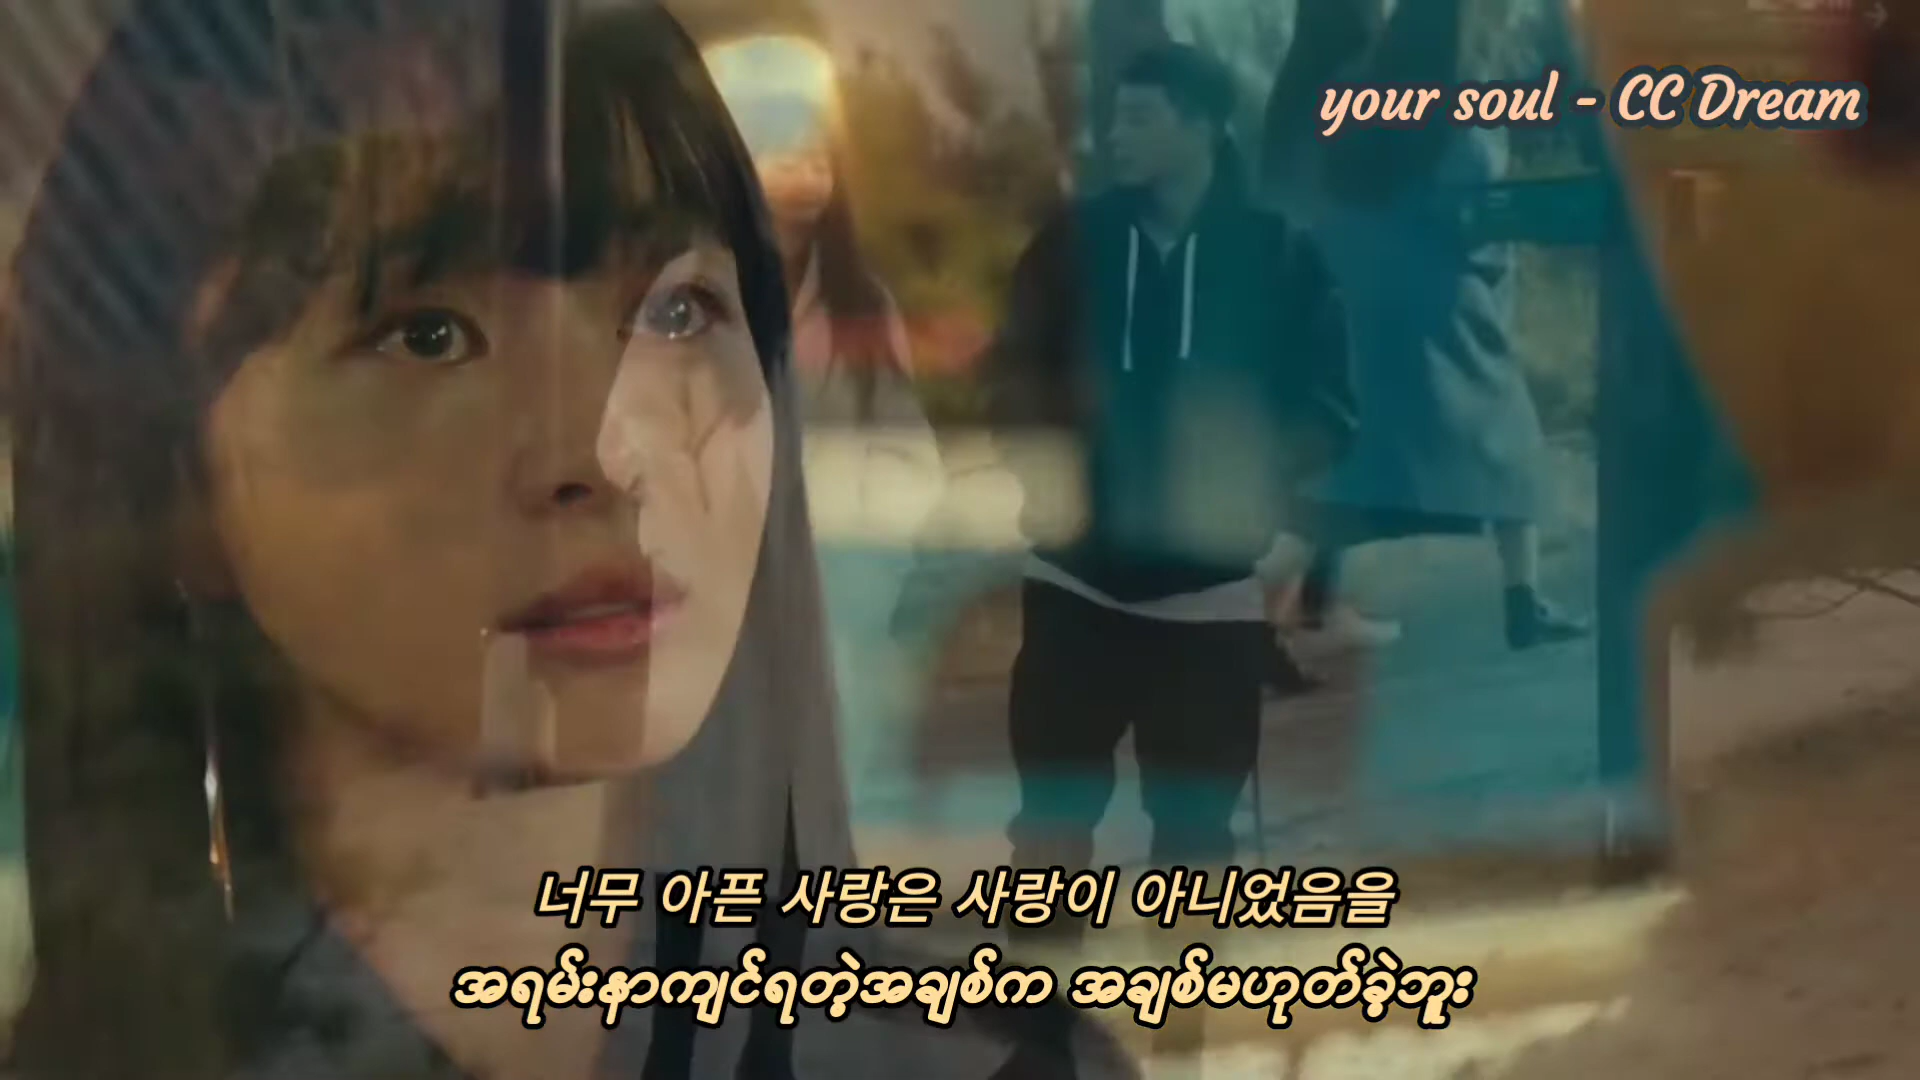 your soul - CC Dream
너무 아픈 사랑은 사랑이 아니었음을
အရမ်းနာကျင်ရတဲ့အချစ်က အချစ်မဟုတ်ခဲ့ဘူး